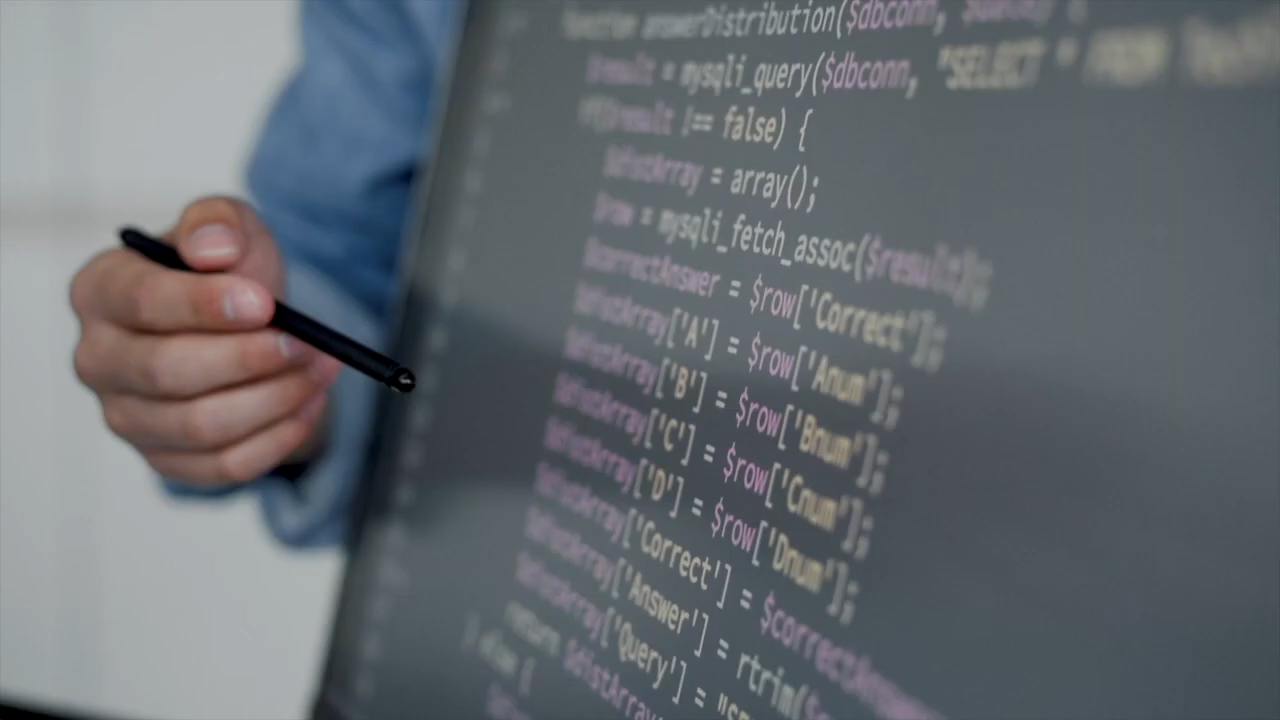 function answerDistribution($dbconn, $data) {
$result = mysqli_query($dbconn, "SELECT * FROM
if($result !== false) {
$distArray = array();
$row = mysqli_fetch_assoc($result);
$correctAnswer = $row['Correct'];
$distArray['A'] = $row['Anum'];
$distArray['B'] = $row['Bnum'];
$distArray['C'] = $row['Cnum'];
$distArray['D'] = $row['Dnum'];
$distArray['Correct'] = $correctAnswer
$distArray['Answer'] = rtrim(
$distArray['Query'] =
return $distArray
} else {